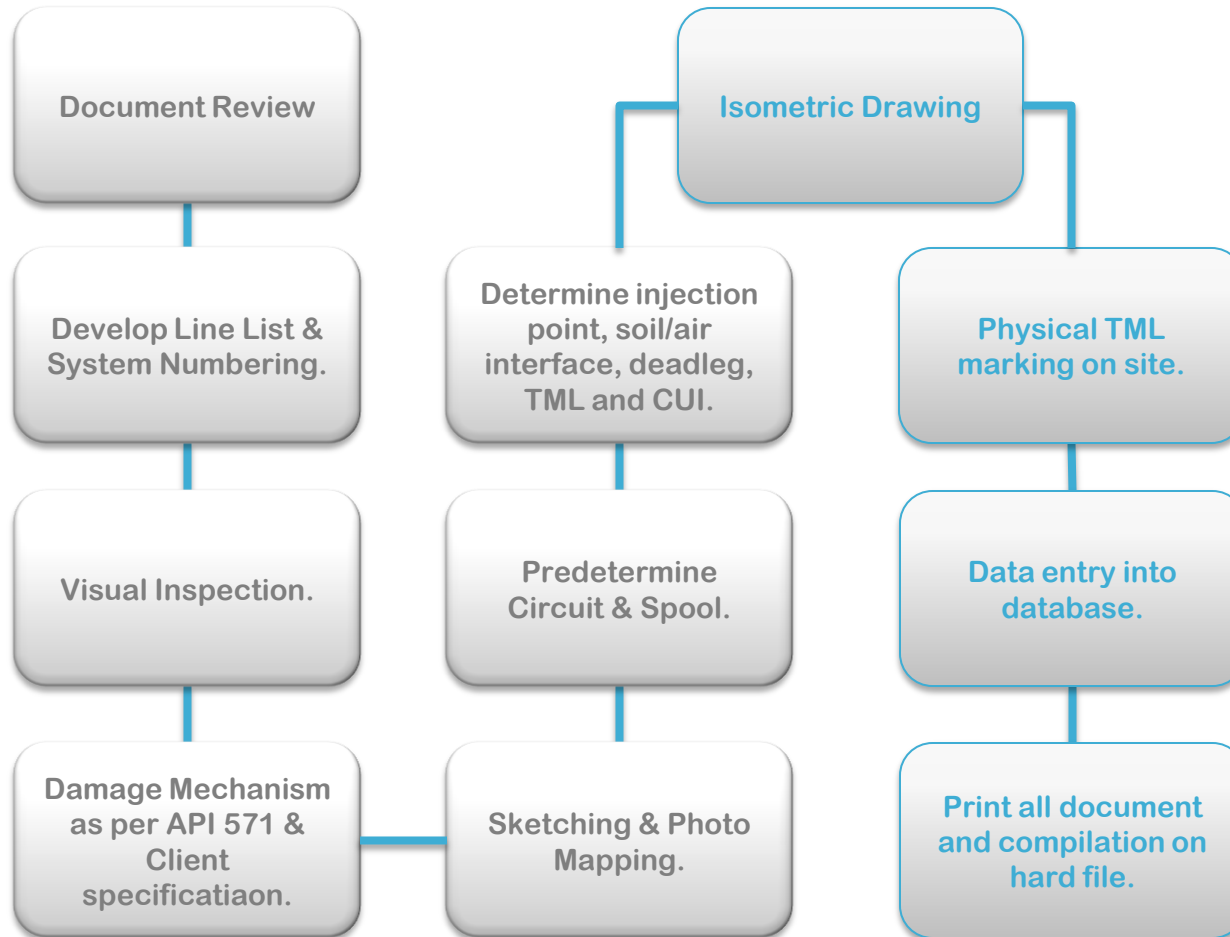 Document Review
Develop Line List &
System Numbering.
Visual Inspection.
Damage Mechanism
as per API 571 &
Client
specificatiaon.
Sketching & Photo
Mapping.
Predetermine
Circuit & Spool.
Determine injection
point, soil/air
interface, deadleg,
TML and CUI.
Isometric Drawing
Physical TML
marking on site.
Data entry into
database.
Print all document
and compilation on
hard file.